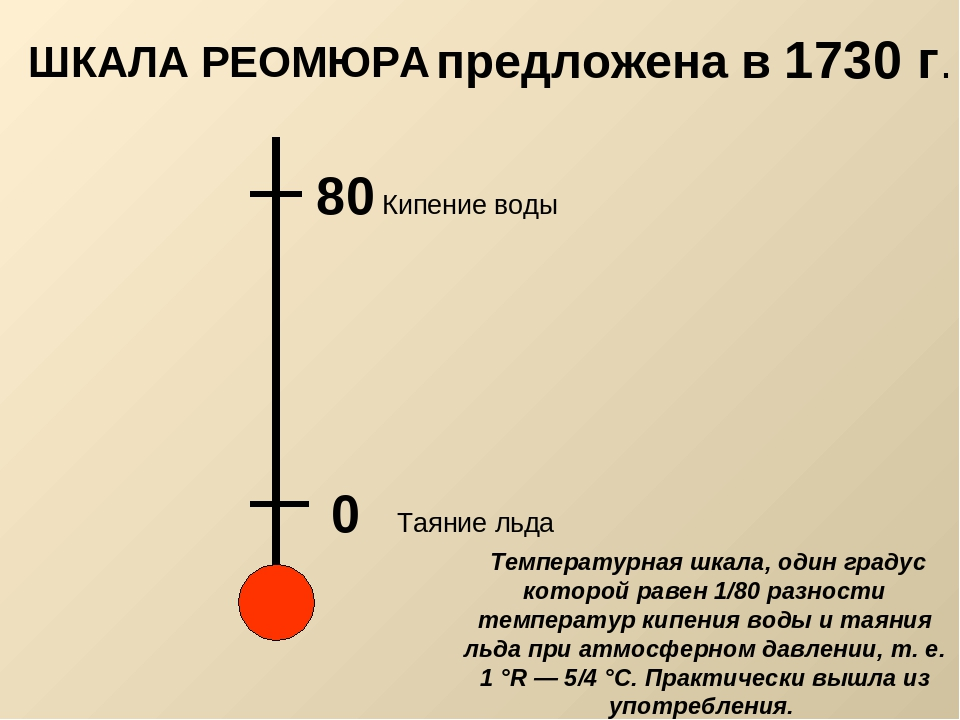 ШКАЛА РЕОМЮРА предложена в 1730 г.
80 Кипение воды
0 Таяние льда
Температурная шкала, один градус
которой равен 1/80 разности
температур кипения воды и таяния
льда при атмосферном давлении, т. е.
1 °R — 5/4 °C. Практически вышла из
употребления.